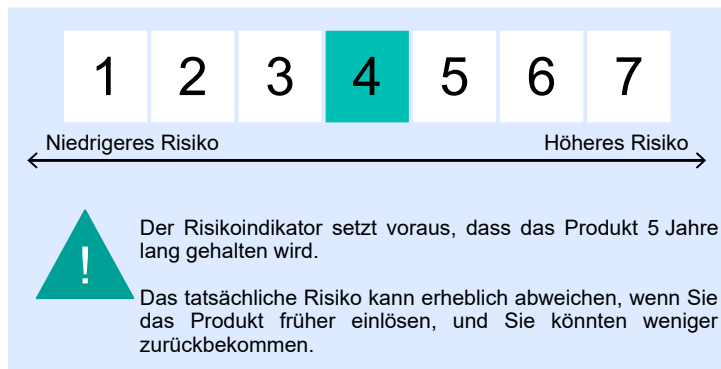 1 2 3 4 5 6 7
Niedrigeres Risiko Höheres Risiko
!
Der Risikoindikator setzt voraus, dass das Produkt 5 Jahre
lang gehalten wird.
Das tatsächliche Risiko kann erheblich abweichen, wenn Sie
das Produkt früher einlösen, und Sie könnten weniger
zurückbekommen.